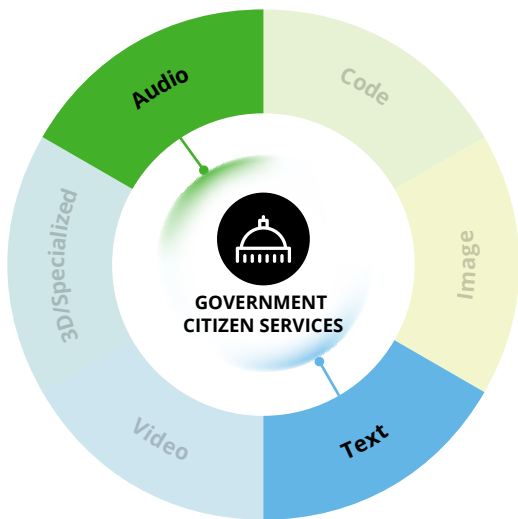 Audio
Code
3D/Specialized
Image
GOVERNMENT
CITIZEN SERVICES
Video
Text